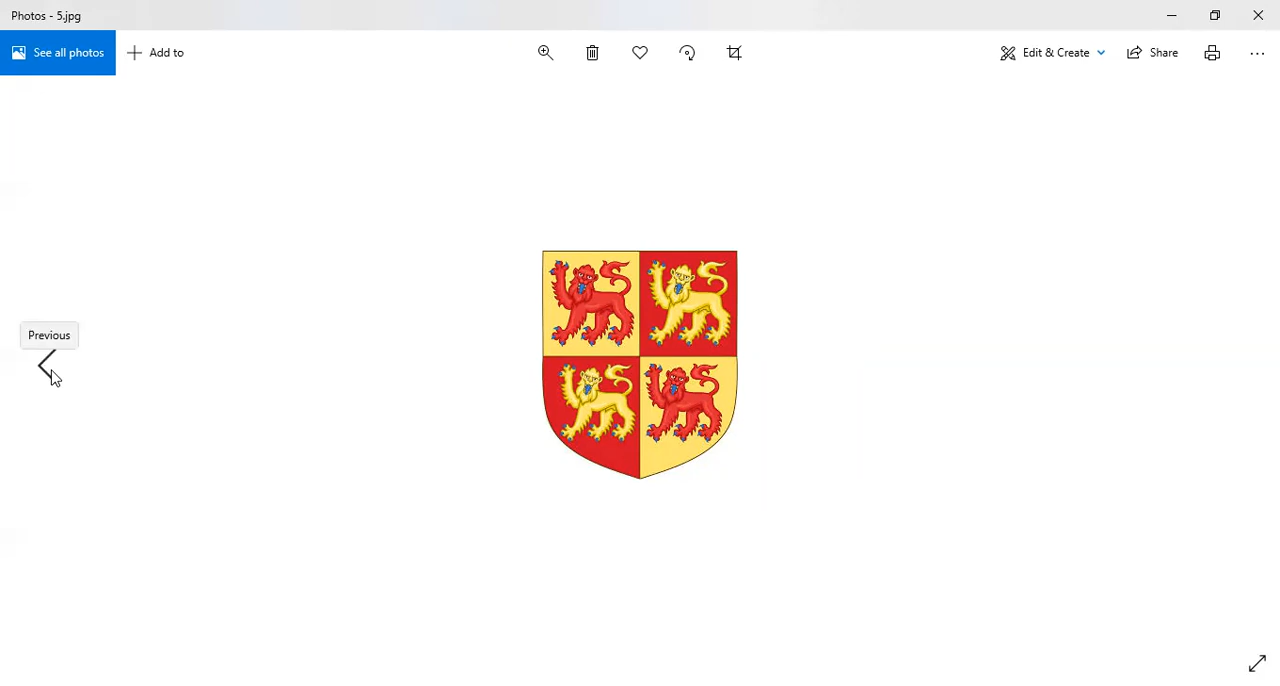 Photos - 5.jpg
See all photos
Add to
Edit & Create
Share
Previous